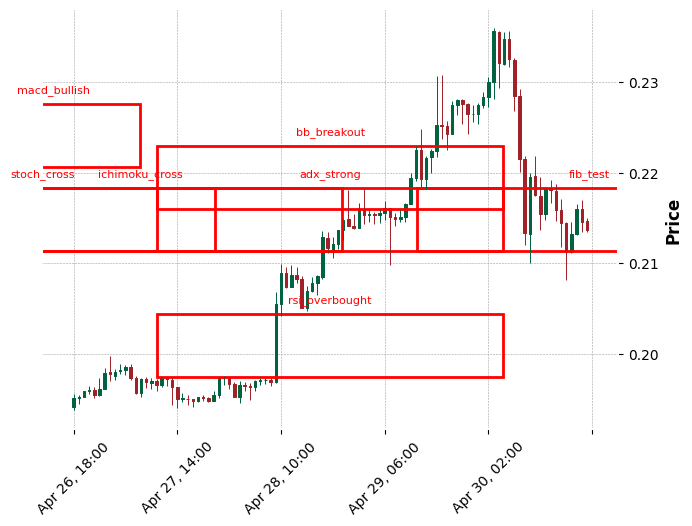 macd_bullish
0.23
bb_breakout
stoch_cross
ichimoku_cross
adx_strong
fib_test
0.22
Price
0.21
rsi_overbought
0.20
Apr 26, 18:00
Apr 27, 14:00
Apr 28, 10:00
Apr 29, 06:00
Apr 30, 02:00